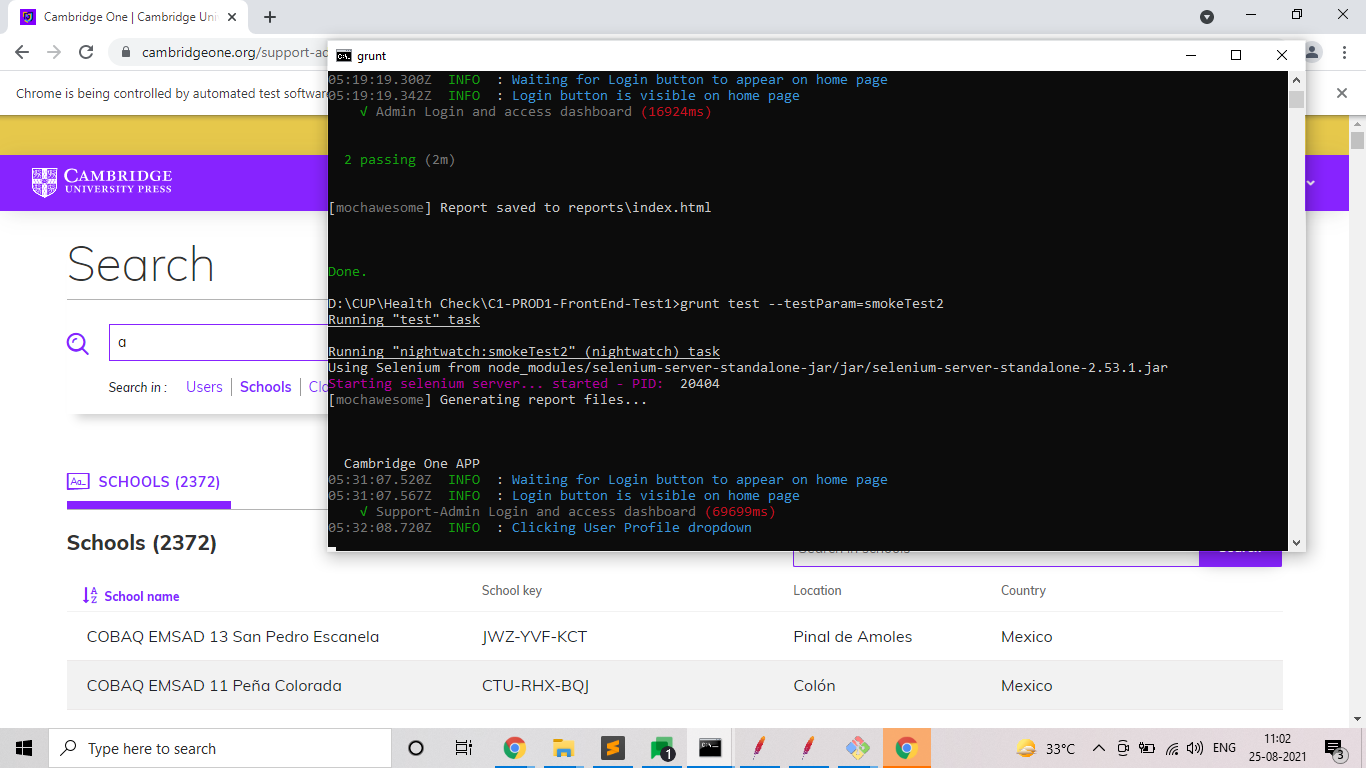 Cambridge One | Cambridge Uni
cambridgeone.org/support-ad
Chrome is being controlled by automated test software
CAMBRIDGE
UNIVERSITY PRESS
Search
a
Search in : Users Schools Cla
SCHOOLS (2372)
Schools (2372)
grunt
05:19:19.300Z INFO : Waiting for Login button to appear on home page
05:19:19.342Z INFO : Login button is visible on home page
√ Admin Login and access dashboard (16924ms)
2 passing (2m)
[mochawesome] Report saved to reports\index.html
Done.
D:\CUP\Health Check\C1-PROD1-FrontEnd-Test1>grunt test --testParam=smokeTest2
Running "test" task
Running "nightwatch:smokeTest2" (nightwatch) task
Using Selenium from node_modules/selenium-server-standalone-jar/jar/selenium-server-standalone-2.53.1.jar
Starting selenium server... started - PID: 20404
[mochawesome] Generating report files...
Cambridge One APP
05:31:07.520Z INFO : Waiting for Login button to appear on home page
05:31:07.567Z INFO : Login button is visible on home page
√ Support-Admin Login and access dashboard (69699ms)
05:32:08.720Z INFO : Clicking User Profile dropdown
Search in schools Search
School name School key Location Country
COBAQ EMSAD 13 San Pedro Escanela JWZ-YVF-KCT Pinal de Amoles Mexico
COBAQ EMSAD 11 Peña Colorada CTU-RHX-BQJ Colón Mexico
Type here to search
1
33°C
ENG
11:02
25-08-2021
3